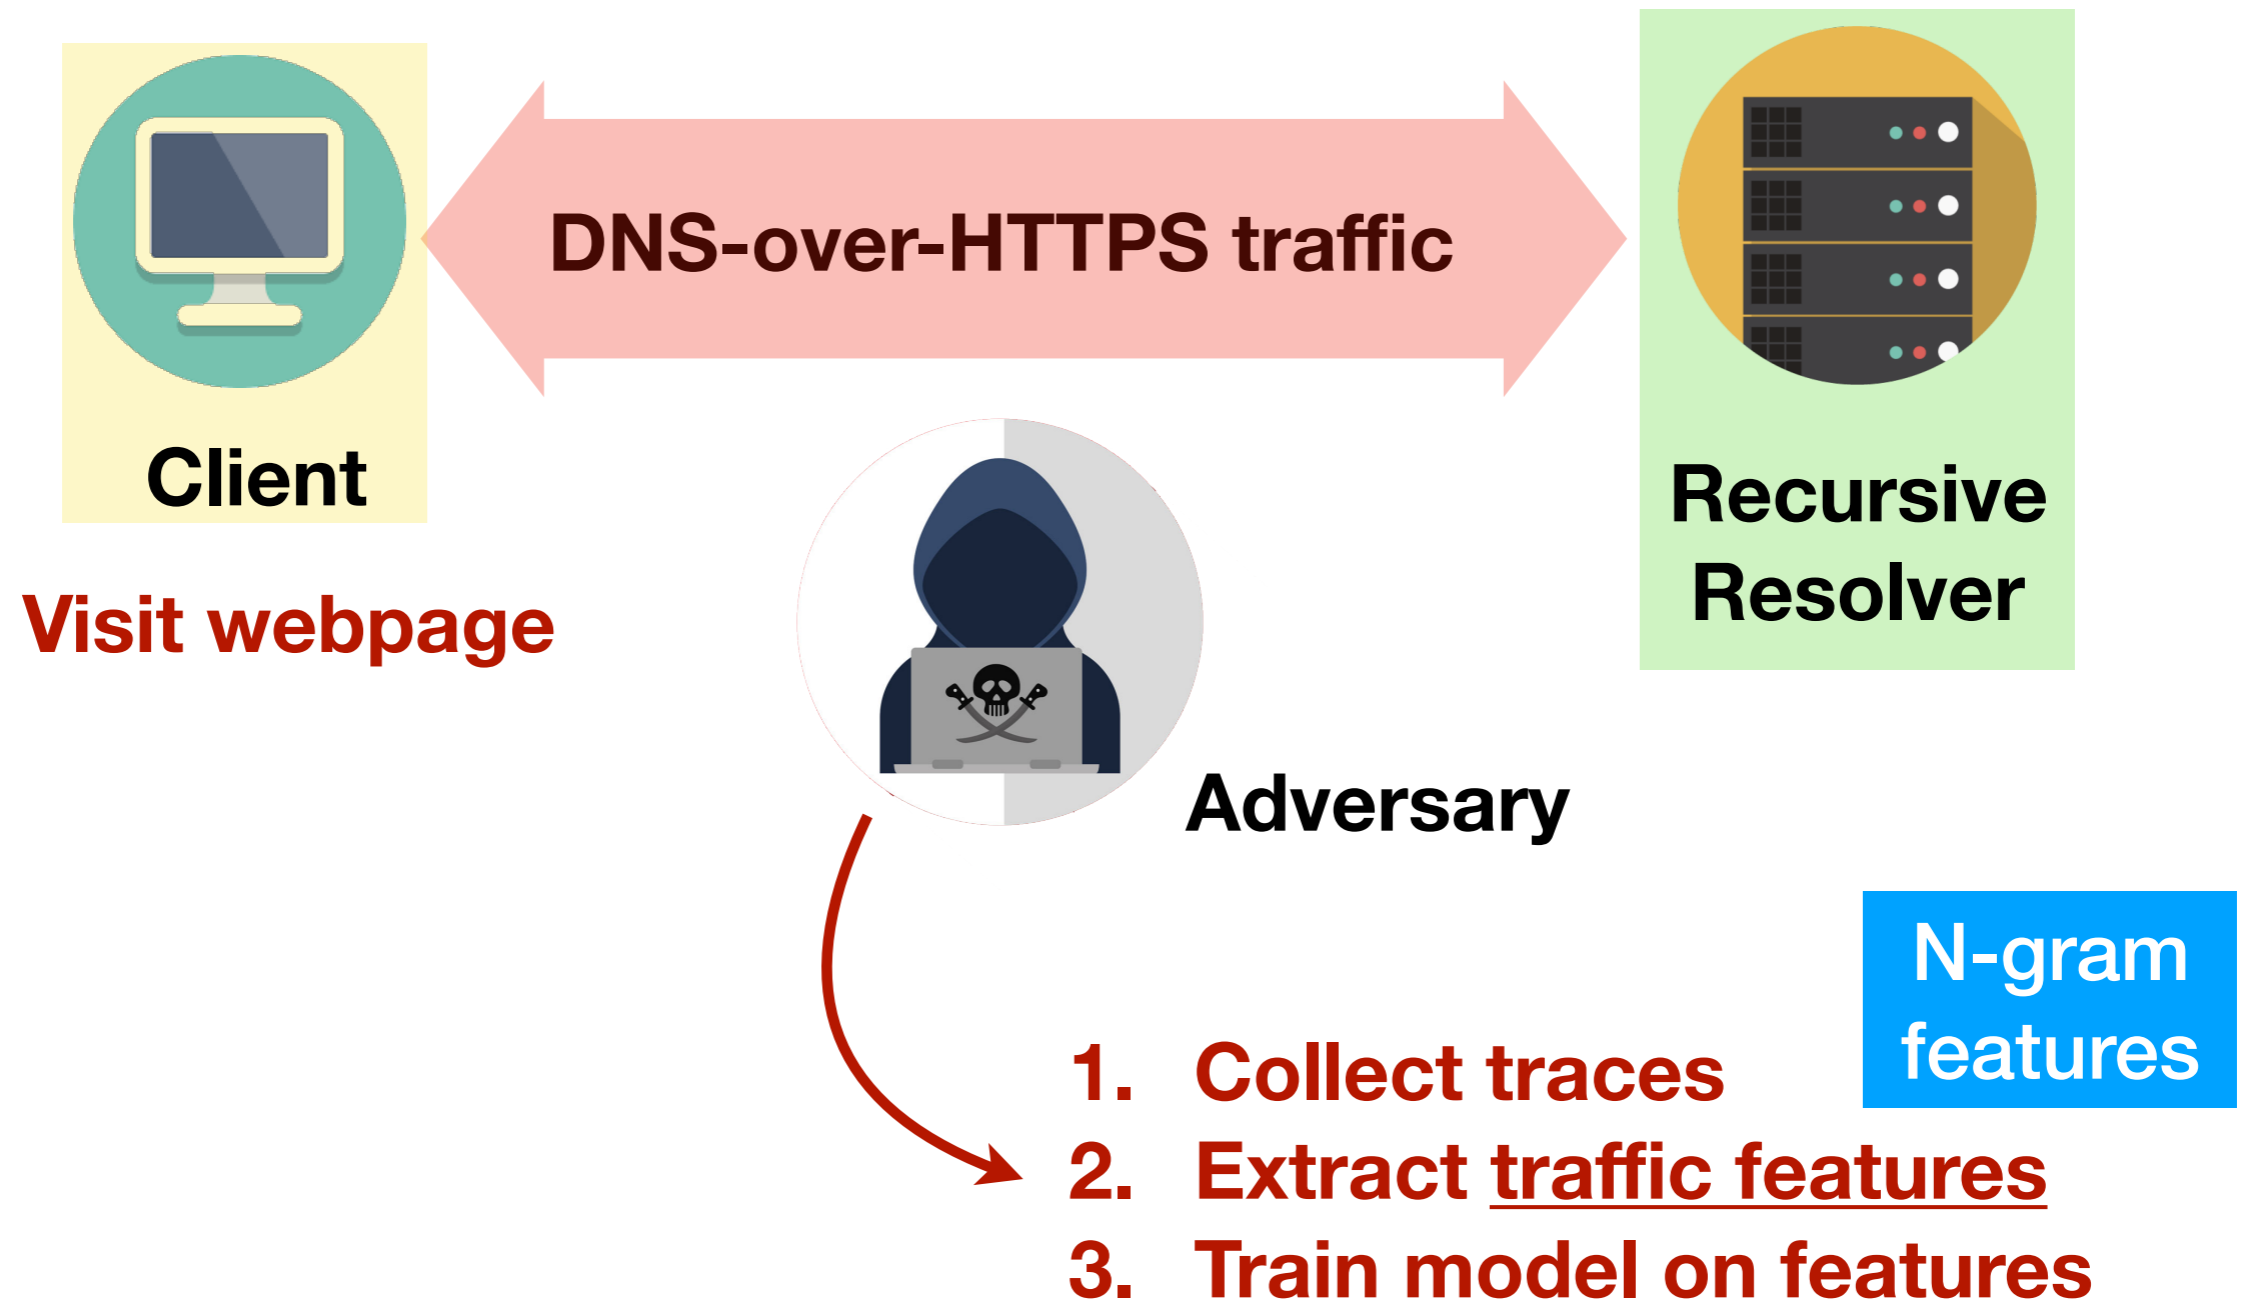 DNS-over-HTTPS traffic
Client
Recursive
Resolver
Visit webpage
Adversary
N-gram
features
1. Collect traces
2. Extract traffic features
3. Train model on features